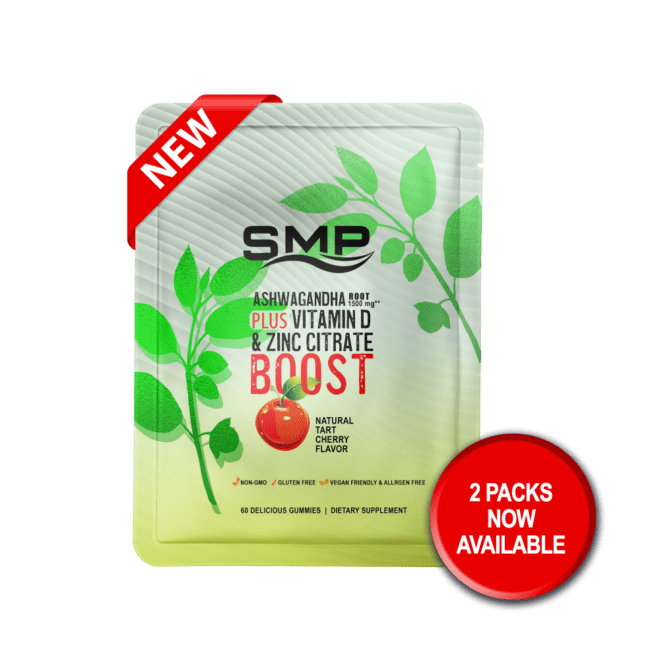 NEW
SMP
ASHWAGANDHA ROOT 1500 mg**
PLUS VITAMIN D
& ZINC CITRATE
BOOST
NATURAL
TART
CHERRY
FLAVOR
NON-GMO GLUTEN FREE VEGAN FRIENDLY & ALLRGEN FREE
60 DELICIOUS GUMMIES | DIETARY SUPPLEMENT
2 PACKS
NOW
AVAILABLE